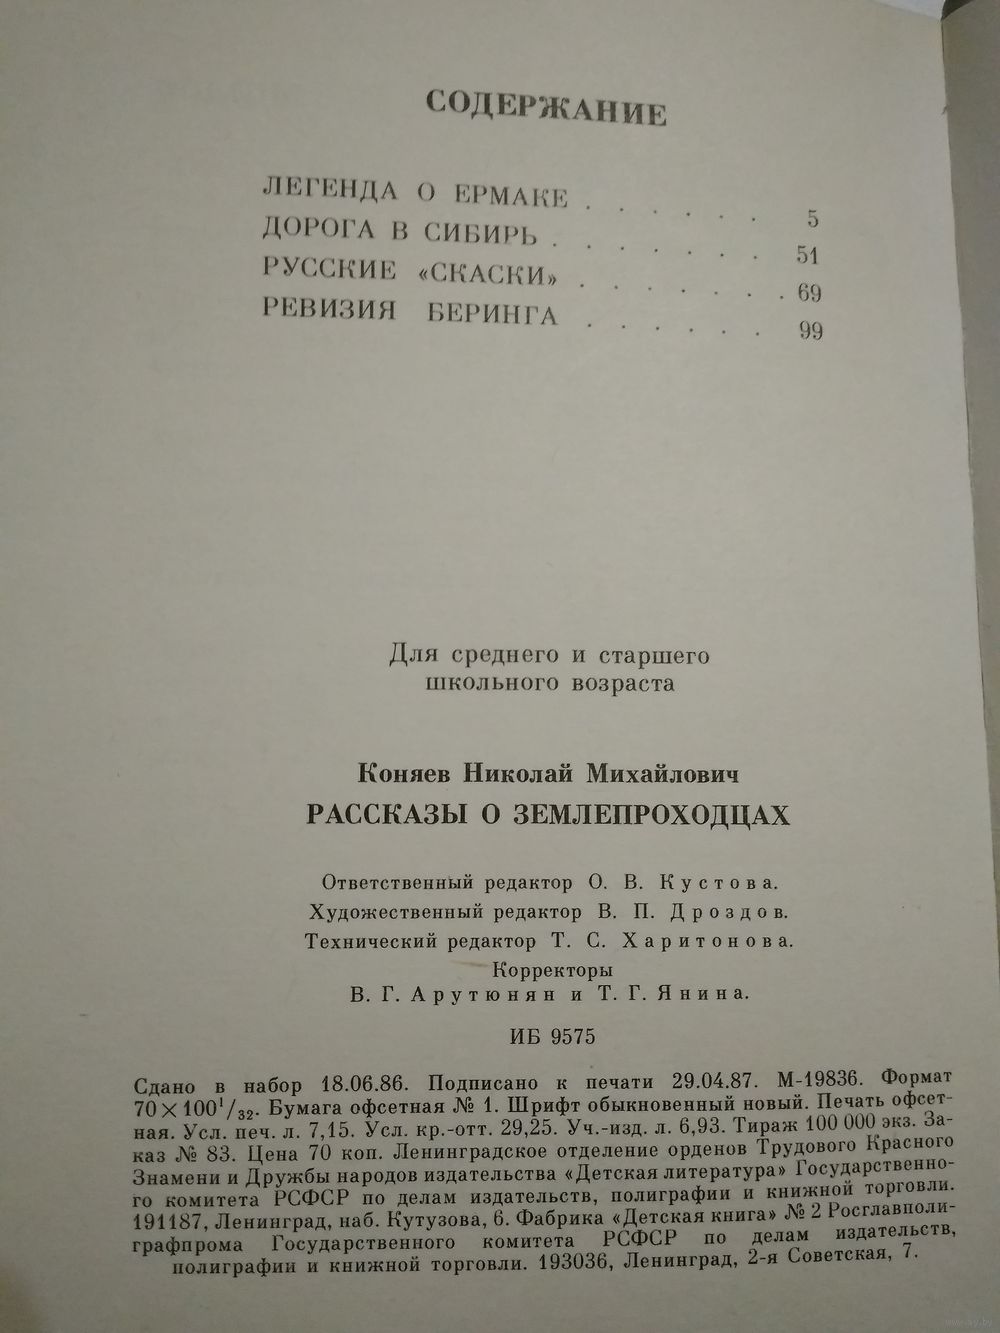 СОДЕРЖАНИЕ
ЛЕГЕНДА О ЕРМАКЕ . . . . . . 5
ДОРОГА В СИБИРЬ . . . . . . . 51
РУССКИЕ «СКАСКИ» . . . . . . . 69
РЕВИЗИЯ БЕРИНГА . . . . . . 99
Для среднего и старшего
школьного возраста
Коняев Николай Михайлович
РАССКАЗЫ О ЗЕМЛЕПРОХОДЦАХ
Ответственный редактор О. В. Кустова.
Художественный редактор В. П. Дроздов.
Технический редактор Т. С. Харитонова.
Корректоры
В. Г. Арутюнян и Т. Г. Янина.
ИБ 9575
Сдано в набор 18.06.86. Подписано к печати 29.04.87. М-19836. Формат
70×100¹/₃₂. Бумага офсетная № 1. Шрифт обыкновенный новый. Печать офсет-
ная. Усл. печ. л. 7,15. Усл. кр.-отт. 29,25. Уч.-изд. л. 6,93. Тираж 100 000 экз. За-
каз № 83. Цена 70 коп. Ленинградское отделение орденов Трудового Красного
Знамени и Дружбы народов издательства «Детская литература» Государственно-
го комитета РСФСР по делам издательств, полиграфии и книжной торговли.
191187, Ленинград, наб. Кутузова, 6. Фабрика «Детская книга» № 2 Росглавполи-
графпрома Государственного комитета РСФСР по делам издательств,
полиграфии и книжной торговли. 193036, Ленинград, 2-я Советская, 7.